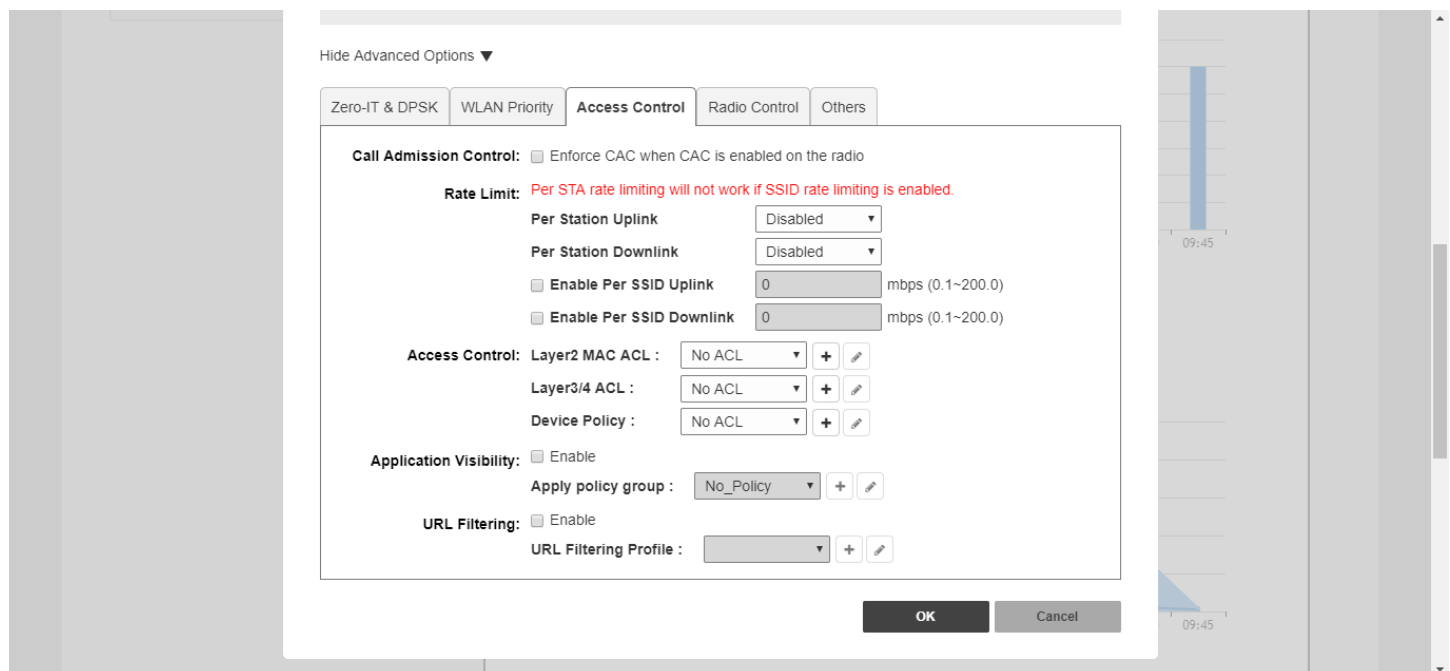 Hide Advanced Options ▼
Zero-IT & DPSK WLAN Priority Access Control Radio Control Others
Call Admission Control: Enforce CAC when CAC is enabled on the radio
Rate Limit: Per STA rate limiting will not work if SSID rate limiting is enabled.
Per Station Uplink Disabled
Per Station Downlink Disabled
Enable Per SSID Uplink 0 mbps (0.1~200.0)
Enable Per SSID Downlink 0 mbps (0.1~200.0)
Access Control: Layer2 MAC ACL : No ACL
Layer3/4 ACL : No ACL
Device Policy : No ACL
Application Visibility: Enable
Apply policy group : No_Policy
URL Filtering: Enable
URL Filtering Profile :
OK Cancel
09:45
09:45